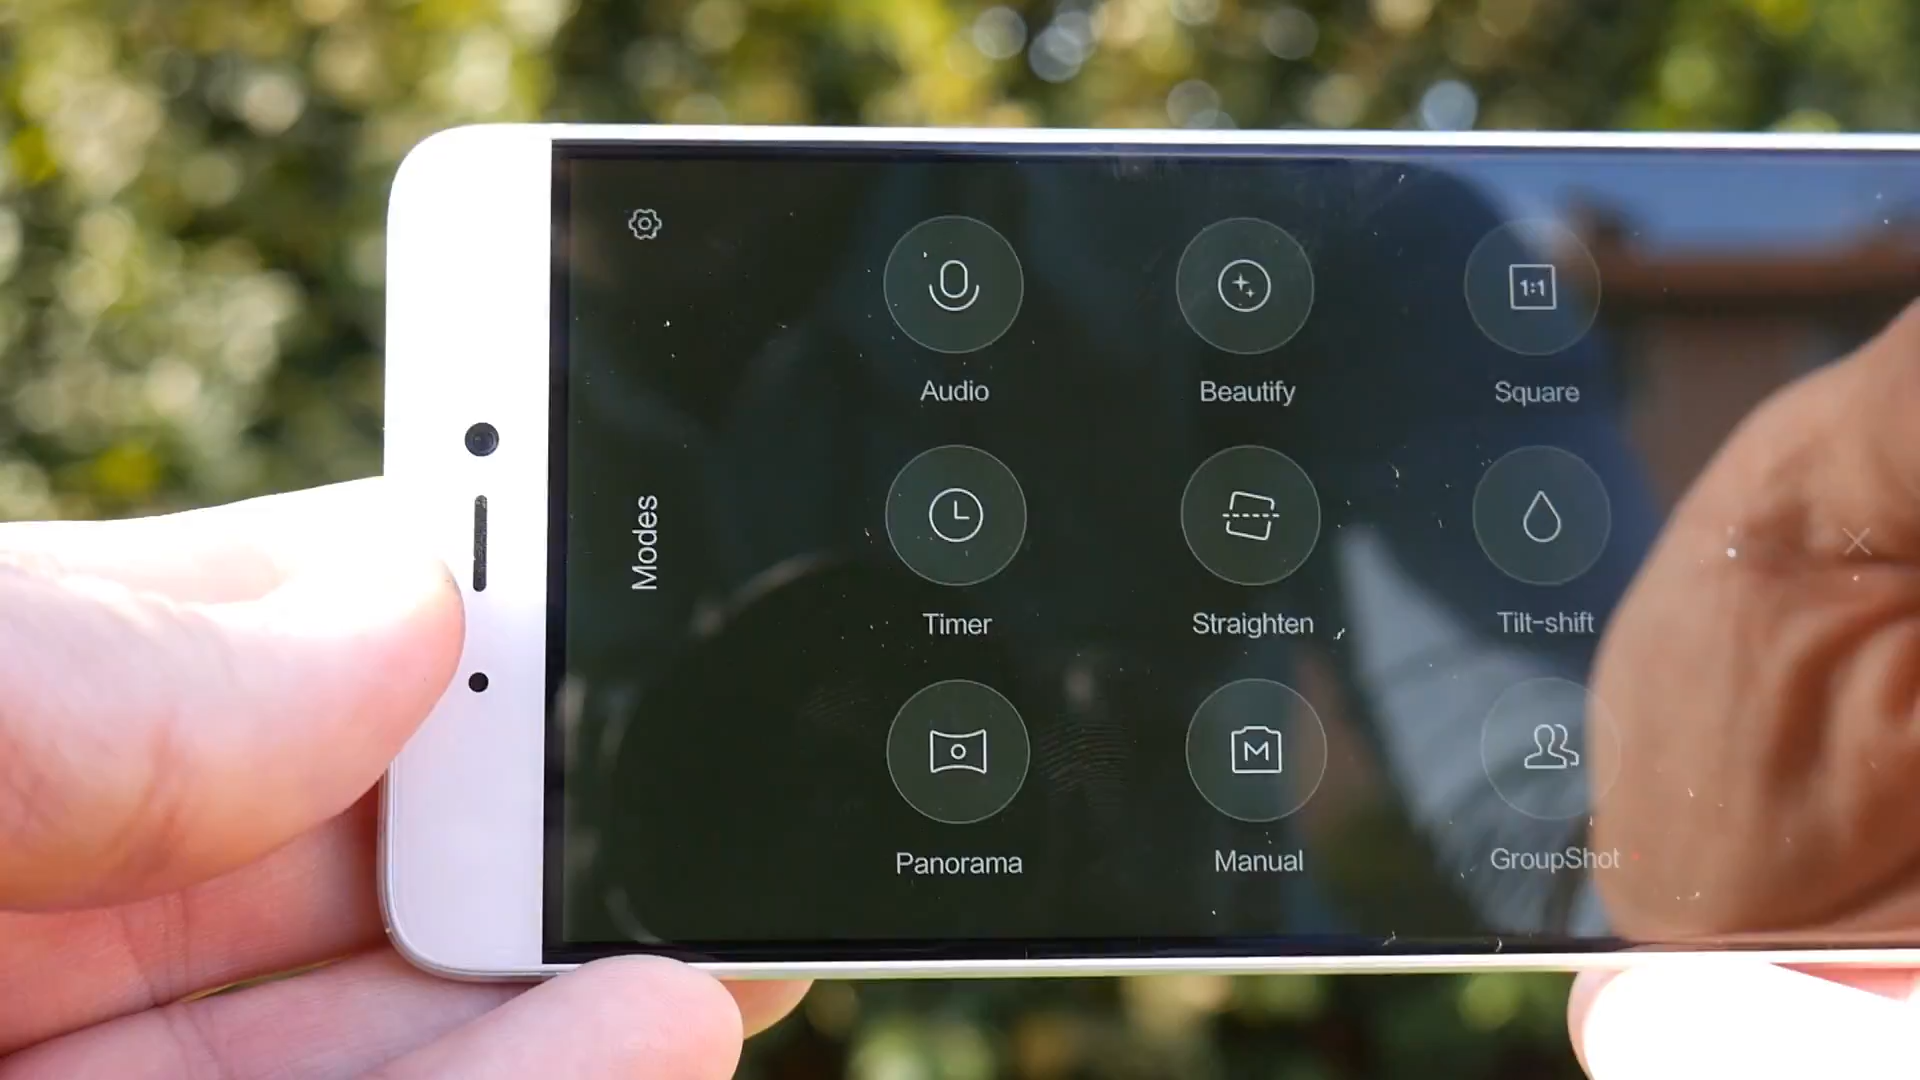 Modes
Audio
Beautify
1:1
Square
Timer
Straighten
Tilt-shift
Panorama
M
Manual
GroupShot